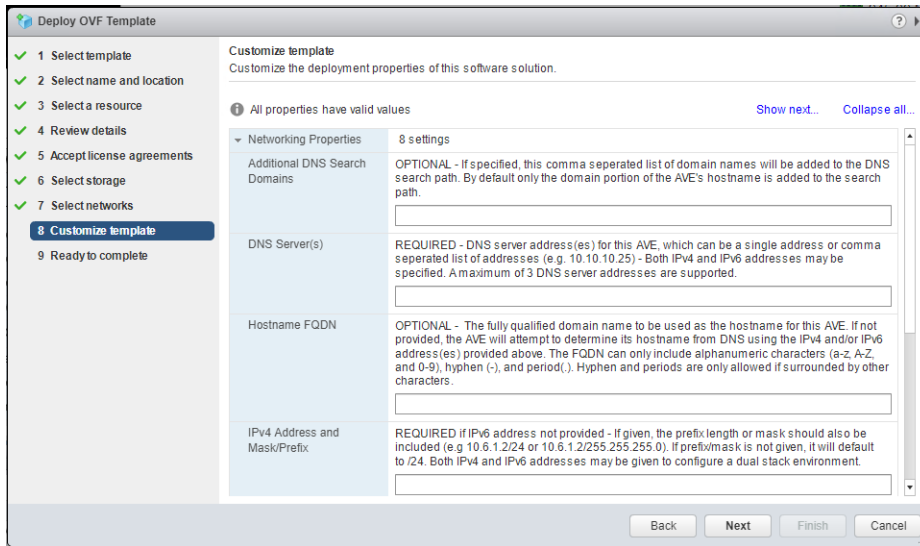 Deploy OVF Template
?
1 Select template
2 Select name and location
3 Select a resource
4 Review details
5 Accept license agreements
6 Select storage
7 Select networks
8 Customize template
9 Ready to complete
Customize template
Customize the deployment properties of this software solution.
All properties have valid values
Show next...
Collapse all...
Networking Properties
8 settings
Additional DNS Search
Domains
OPTIONAL - If specified, this comma seperated list of domain names will be added to the DNS
search path. By default only the domain portion of the AVE's hostname is added to the search
path.
DNS Server(s)
REQUIRED - DNS server address(es) for this AVE, which can be a single address or comma
seperated list of addresses (e.g. 10.10.10.25) - Both IPv4 and IPv6 addresses may be
specified. A maximum of 3 DNS server addresses are supported.
Hostname FQDN
OPTIONAL - The fully qualified domain name to be used as the hostname for this AVE. If not
provided, the AVE will attempt to determine its hostname from DNS using the IPv4 and/or IPv6
address(es) provided above. The FQDN can only include alphanumeric characters (a-z, A-Z,
and 0-9), hyphen (-), and period(.). Hyphen and periods are only allowed if surrounded by other
characters.
IPv4 Address and
Mask/Prefix
REQUIRED if IPv6 address not provided - If given, the prefix length or mask should also be
included (e.g 10.6.1.2/24 or 10.6.1.2/255.255.255.0). If prefix/mask is not given, it will default
to /24. Both IPv4 and IPv6 addresses may be given to configure a dual stack environment.
Back
Next
Finish
Cancel